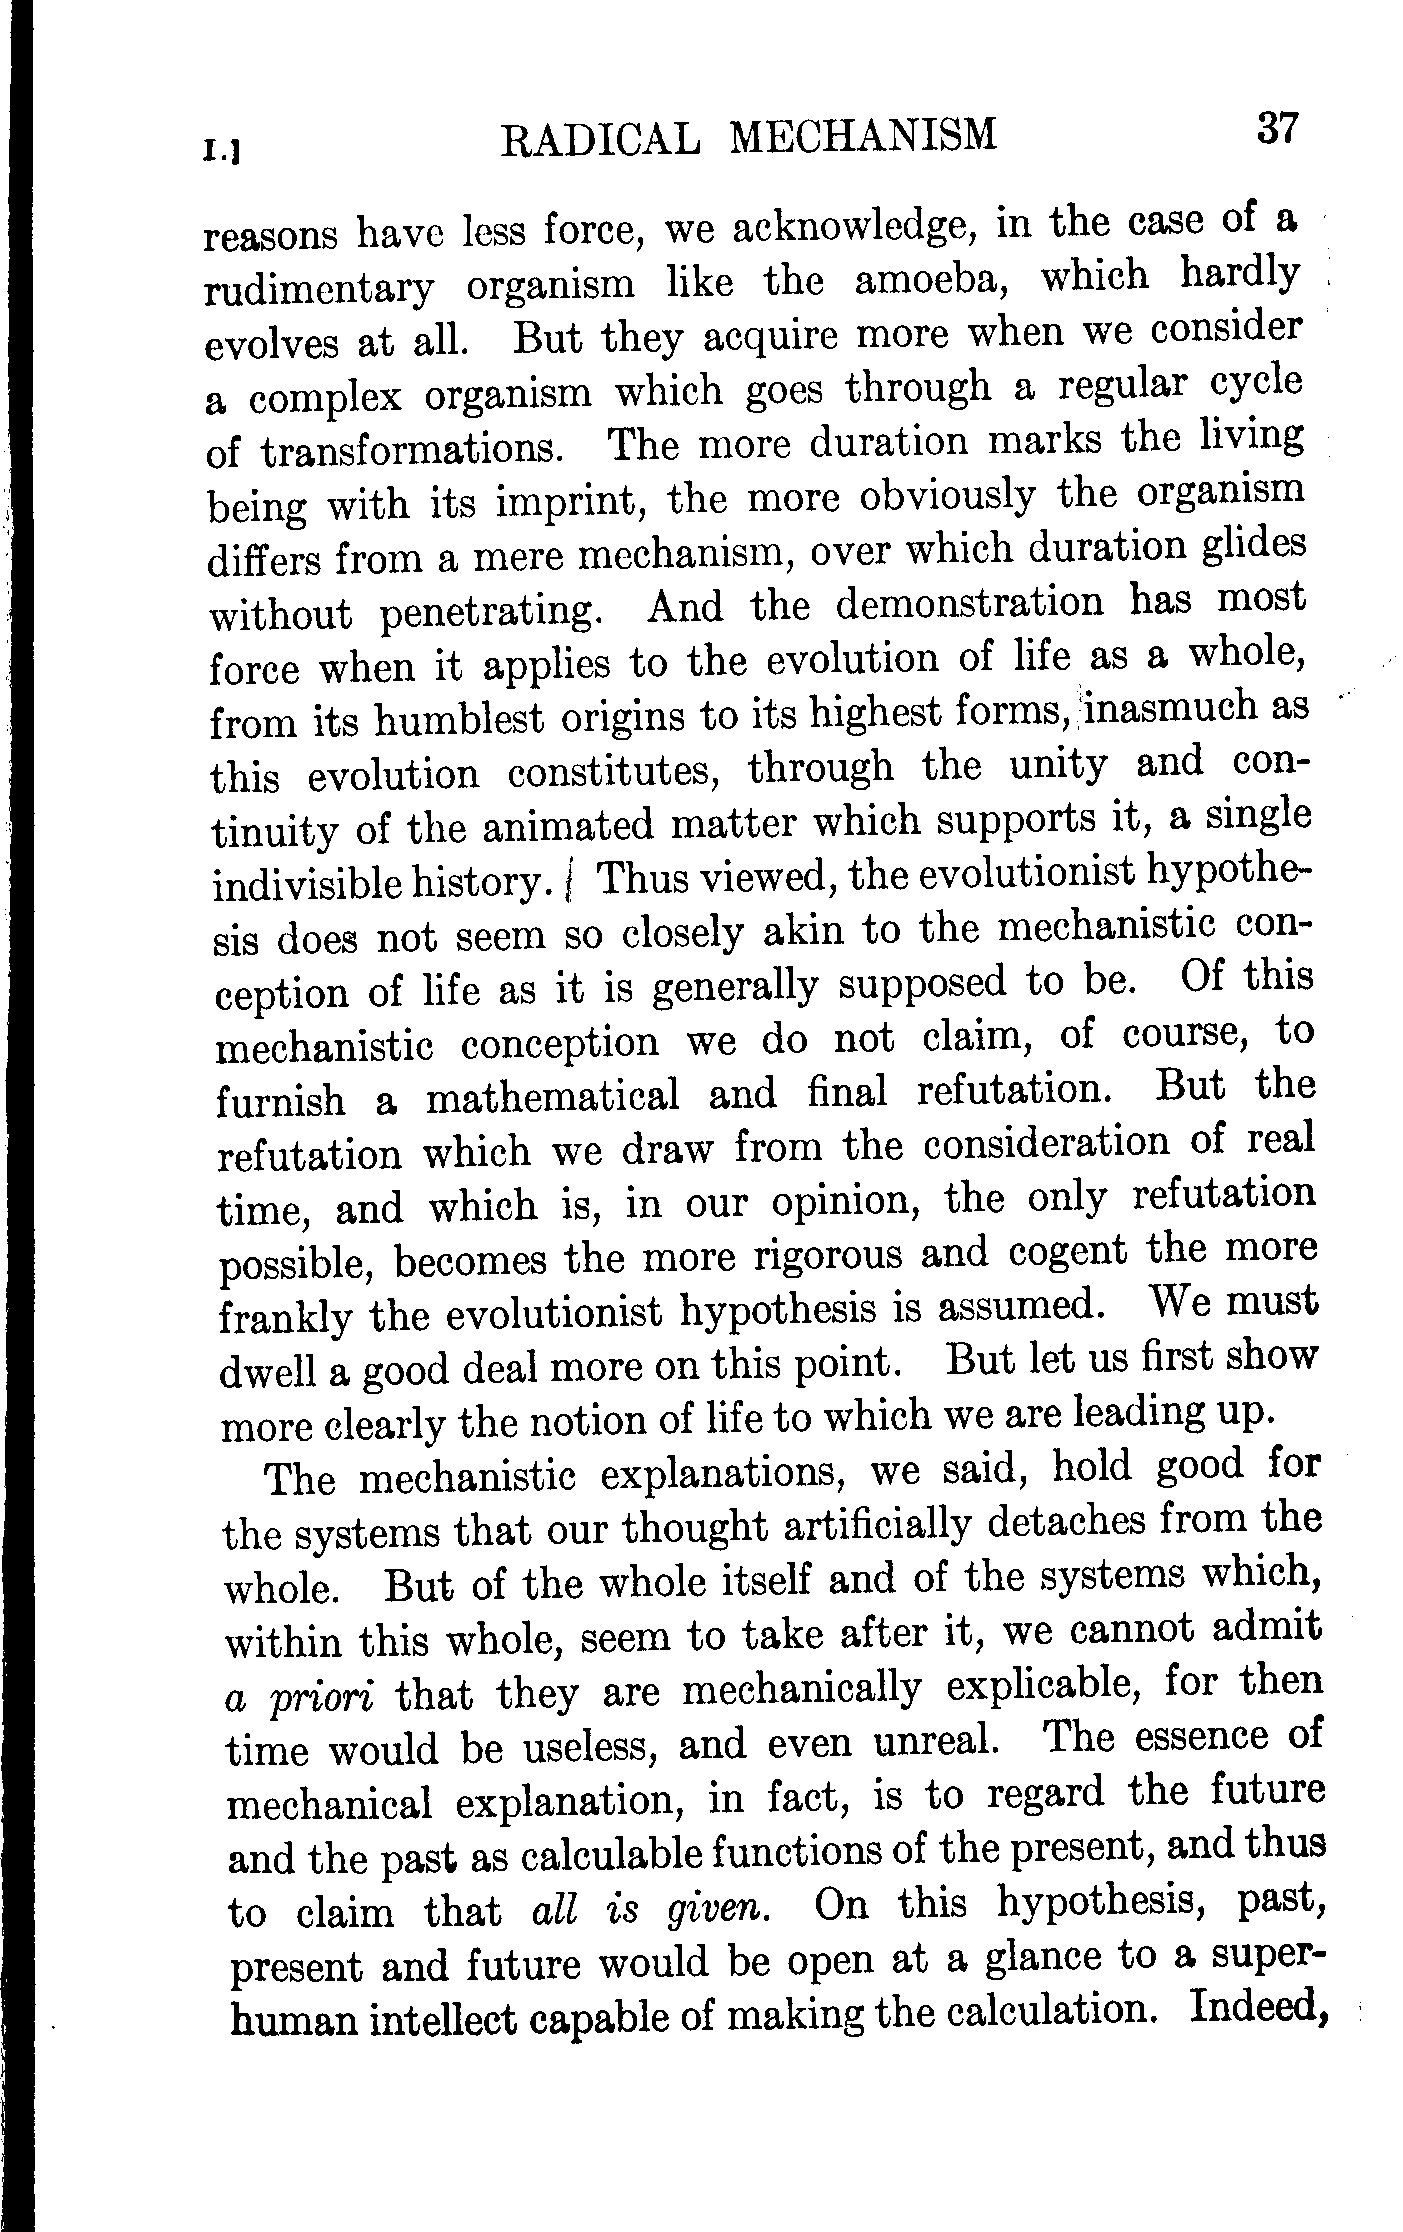 I.] RADICAL MECHANISM 37
reasons have less force, we acknowledge, in the case of a
rudimentary organism like the amoeba, which hardly
evolves at all. But they acquire more when we consider
a complex organism which goes through a regular cycle
of transformations. The more duration marks the living
being with its imprint, the more obviously the organism
differs from a mere mechanism, over which duration glides
without penetrating. And the demonstration has most
force when it applies to the evolution of life as a whole,
from its humblest origins to its highest forms, inasmuch as
this evolution constitutes, through the unity and con-
tinuity of the animated matter which supports it, a single
indivisible history. Thus viewed, the evolutionist hypothe-
sis does not seem so closely akin to the mechanistic con-
ception of life as it is generally supposed to be. Of this
mechanistic conception we do not claim, of course, to
furnish a mathematical and final refutation. But the
refutation which we draw from the consideration of real
time, and which is, in our opinion, the only refutation
possible, becomes the more rigorous and cogent the more
frankly the evolutionist hypothesis is assumed. We must
dwell a good deal more on this point. But let us first show
more clearly the notion of life to which we are leading up.
The mechanistic explanations, we said, hold good for
the systems that our thought artificially detaches from the
whole. But of the whole itself and of the systems which,
within this whole, seem to take after it, we cannot admit
a priori that they are mechanically explicable, for then
time would be useless, and even unreal. The essence of
mechanical explanation, in fact, is to regard the future
and the past as calculable functions of the present, and thus
to claim that all is given. On this hypothesis, past,
present and future would be open at a glance to a super-
human intellect capable of making the calculation. Indeed,